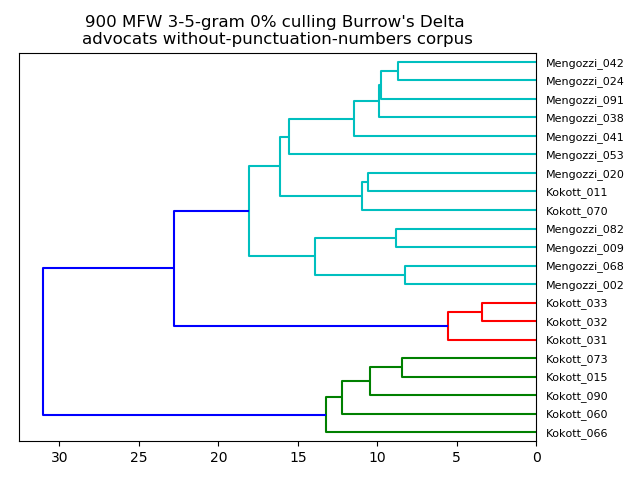 900 MFW 3-5-gram 0% culling Burrow's Delta
advocats without-punctuation-numbers corpus
Mengozzi_042
Mengozzi_024
Mengozzi_091
Mengozzi_038
Mengozzi_041
Mengozzi_053
Mengozzi_020
Kokott_011
Kokott_070
Mengozzi_082
Mengozzi_009
Mengozzi_068
Mengozzi_002
Kokott_033
Kokott_032
Kokott_031
Kokott_073
Kokott_015
Kokott_090
Kokott_060
Kokott_066
30 25 20 15 10 5 0